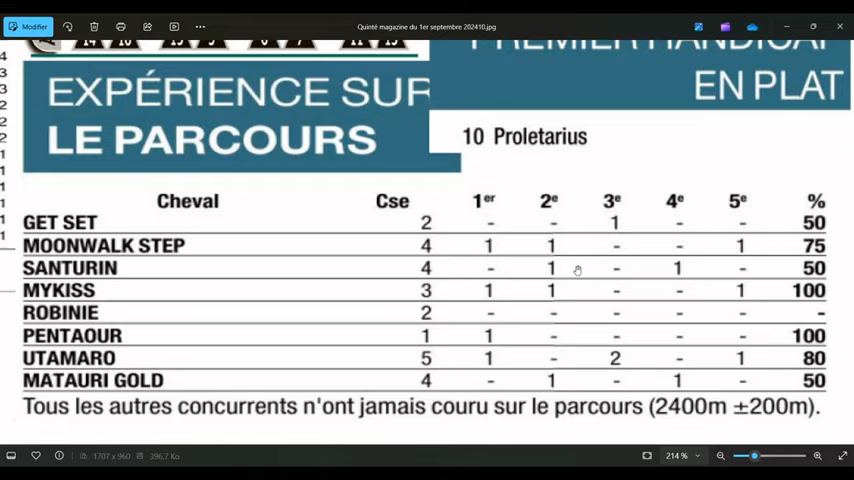 Modifier
Quinté magazine du 1er septembre 202410.jpg
PREMIER HANDICAP
EN PLAT
EXPÉRIENCE SUR
LE PARCOURS
10 Proletarius
Cheval Cse 1er 2e 3e 4e 5e %
GET SET 2 - - 1 - - 50
MOONWALK STEP 4 1 1 - - 1 75
SANTURIN 4 - 1 - 1 - 50
MYKISS 3 1 1 - - 1 100
ROBINIE 2 - - - - - -
PENTAOUR 1 1 - - - - 100
UTAMARO 5 1 - 2 - 1 80
MATAURI GOLD 4 - 1 - 1 - 50
Tous les autres concurrents n'ont jamais couru sur le parcours (2400m ±200m).
1707 x 960 396.7 Ko 214 %